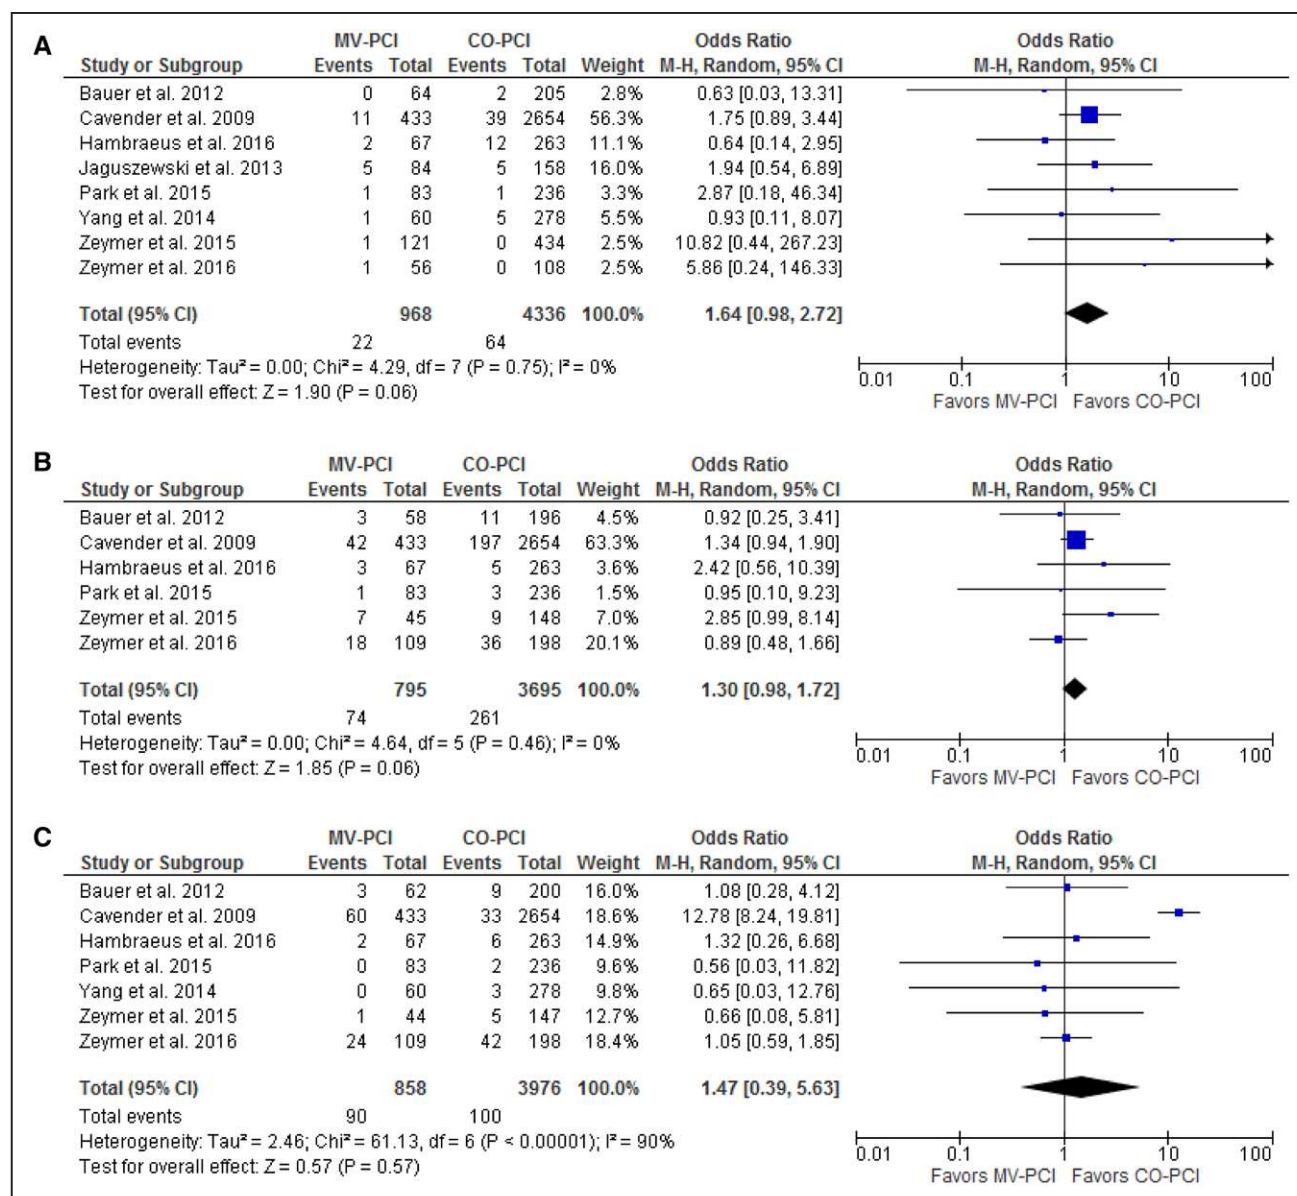 A
MV-PCI CO-PCI Odds Ratio Odds Ratio
Study or Subgroup Events Total Events Total Weight M-H, Random, 95% CI M-H, Random, 95% CI
Bauer et al. 2012 0 64 2 205 2.8% 0.63 [0.03, 13.31]
Cavender et al. 2009 11 433 39 2654 56.3% 1.75 [0.89, 3.44]
Hambraeus et al. 2016 2 67 12 263 11.1% 0.64 [0.14, 2.95]
Jaguszewski et al. 2013 5 84 5 158 16.0% 1.94 [0.54, 6.89]
Park et al. 2015 1 83 1 236 3.3% 2.87 [0.18, 46.34]
Yang et al. 2014 1 60 5 278 5.5% 0.93 [0.11, 8.07]
Zeymer et al. 2015 1 121 0 434 2.5% 10.82 [0.44, 267.23]
Zeymer et al. 2016 1 56 0 108 2.5% 5.86 [0.24, 146.33]
Total (95% CI) 968 4336 100.0% 1.64 [0.98, 2.72]
Total events 22 64
Heterogeneity: Tau² = 0.00; Chi² = 4.29, df = 7 (P = 0.75); I² = 0%
Test for overall effect: Z = 1.90 (P = 0.06)
0.01 0.1 1 10 100
Favors MV-PCI Favors CO-PCI
B
MV-PCI CO-PCI Odds Ratio Odds Ratio
Study or Subgroup Events Total Events Total Weight M-H, Random, 95% CI M-H, Random, 95% CI
Bauer et al. 2012 3 58 11 196 4.5% 0.92 [0.25, 3.41]
Cavender et al. 2009 42 433 197 2654 63.3% 1.34 [0.94, 1.90]
Hambraeus et al. 2016 3 67 5 263 3.6% 2.42 [0.56, 10.39]
Park et al. 2015 1 83 3 236 1.5% 0.95 [0.10, 9.23]
Zeymer et al. 2015 7 45 9 148 7.0% 2.85 [0.99, 8.14]
Zeymer et al. 2016 18 109 36 198 20.1% 0.89 [0.48, 1.66]
Total (95% CI) 795 3695 100.0% 1.30 [0.98, 1.72]
Total events 74 261
Heterogeneity: Tau² = 0.00; Chi² = 4.64, df = 5 (P = 0.46); I² = 0%
Test for overall effect: Z = 1.85 (P = 0.06)
0.01 0.1 1 10 100
Favors MV-PCI Favors CO-PCI
C
MV-PCI CO-PCI Odds Ratio Odds Ratio
Study or Subgroup Events Total Events Total Weight M-H, Random, 95% CI M-H, Random, 95% CI
Bauer et al. 2012 3 62 9 200 16.0% 1.08 [0.28, 4.12]
Cavender et al. 2009 60 433 33 2654 18.6% 12.78 [8.24, 19.81]
Hambraeus et al. 2016 2 67 6 263 14.9% 1.32 [0.26, 6.68]
Park et al. 2015 0 83 2 236 9.6% 0.56 [0.03, 11.82]
Yang et al. 2014 0 60 3 278 9.8% 0.65 [0.03, 12.76]
Zeymer et al. 2015 1 44 5 147 12.7% 0.66 [0.08, 5.81]
Zeymer et al. 2016 24 109 42 198 18.4% 1.05 [0.59, 1.85]
Total (95% CI) 858 3976 100.0% 1.47 [0.39, 5.63]
Total events 90 100
Heterogeneity: Tau² = 2.46; Chi² = 61.13, df = 6 (P < 0.00001); I² = 90%
Test for overall effect: Z = 0.57 (P = 0.57)
0.01 0.1 1 10 100
Favors MV-PCI Favors CO-PCI